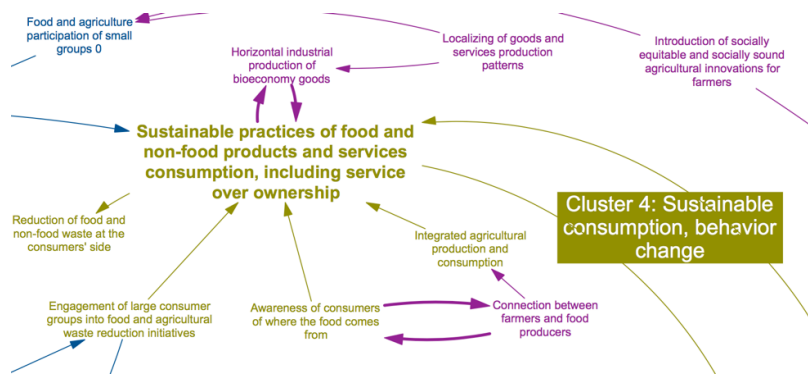 Food and agriculture
participation of small
groups 0
Horizontal industrial
production of
bioeconomy goods
Localizing of goods and
services production
patterns
Introduction of socially
equitable and socially sound
agricultural innovations for
farmers
Sustainable practices of food and
non-food products and services
consumption, including service
over ownership
Cluster 4: Sustainable
consumption, behavior
change
Reduction of food and
non-food waste at the
consumers' side
Integrated agricultural
production and
consumption
Engagement of large consumer
groups into food and agricultural
waste reduction initiatives
Awareness of consumers
of where the food comes
from
Connection between
farmers and food
producers